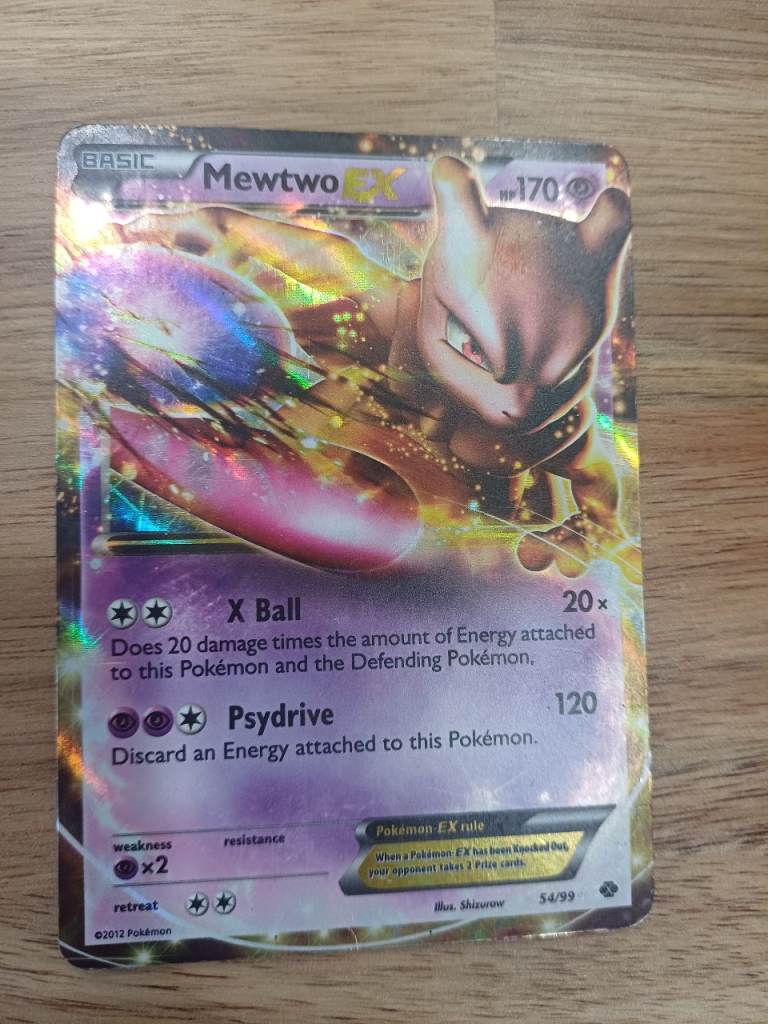 BASIC
Mewtwo EX
HP170
X Ball 20×
Does 20 damage times the amount of Energy attached
to this Pokémon and the Defending Pokémon.
Psydrive 120
Discard an Energy attached to this Pokémon.
Pokémon-EX rule
When a Pokémon-EX has been Knocked Out,
your opponent takes 2 Prize cards.
weakness resistance
×2
retreat
Illus. Shizurow 54/99
©2012 Pokémon